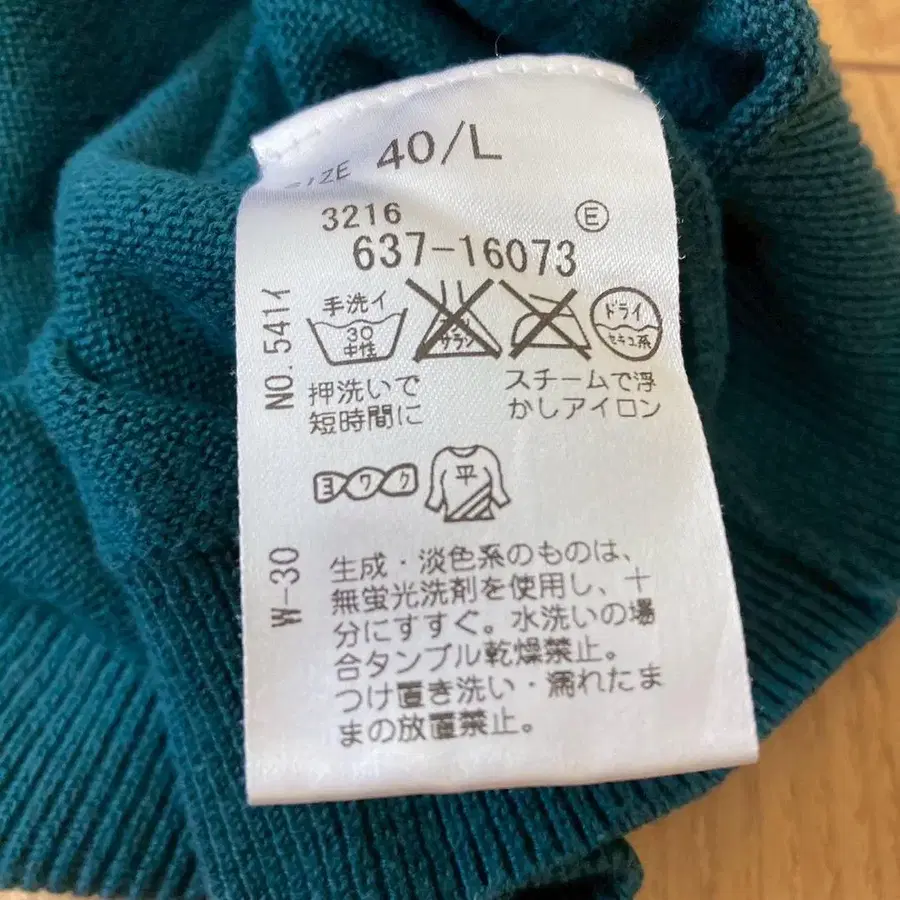 SIZE 40/L
3216 Ⓔ
637-16073
NO.541イ
手洗イ
30
中性
サラシ
ドライ
セキユ系
押洗いで
短時間に
スチームで浮
かしアイロン
ヨワク
平
W-30
生成・淡色系のものは、
無蛍光洗剤を使用し、十
分にすすぐ。水洗いの場
合タンブル乾燥禁止。
つけ置き洗い・濡れたま
まの放置禁止。